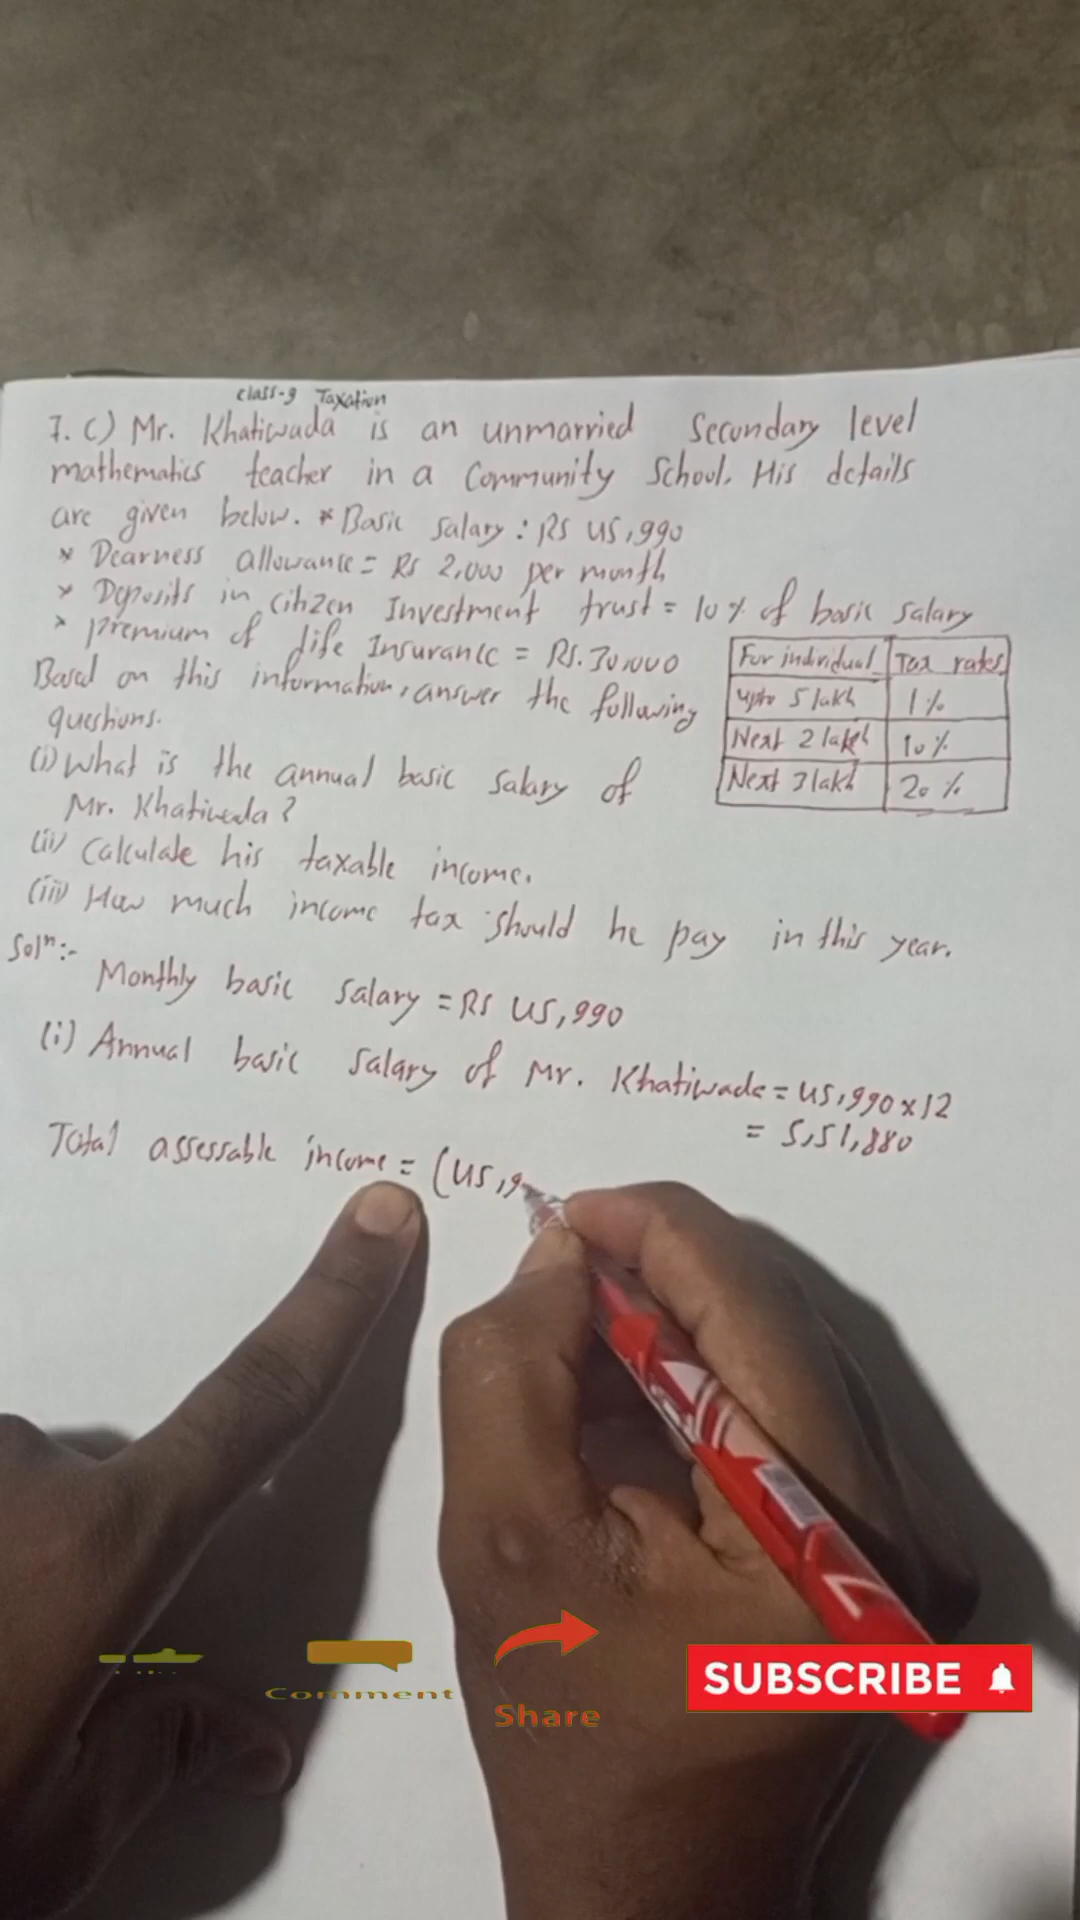 class-9 Taxation
7. c) Mr. Khatiwada is an unmarried Secondary level
mathematics teacher in a Community School. His details
are given below. * Basic salary : Rs 45,990
* Dearness allowance = Rs 2,000 per month
* Deposits in Citizen Investment trust = 10% of basic salary
* premium of life Insurance = Rs. 30,000
Based on this information, answer the following
questions.
For individual Tax rates
upto 5 lakh 1%
Next 2 lakh 10%
Next 3 lakh 20%
(i) What is the annual basic salary of
Mr. Khatiwada?
(ii) Calculate his taxable income.
(iii) How much income tax should he pay in this year.
Solⁿ:-
Monthly basic salary = Rs 45,990
(i) Annual basic salary of Mr. Khatiwada = 45,990 x 12
= 5,51,880
Total assessable income = (45,9
Comment
Share
SUBSCRIBE